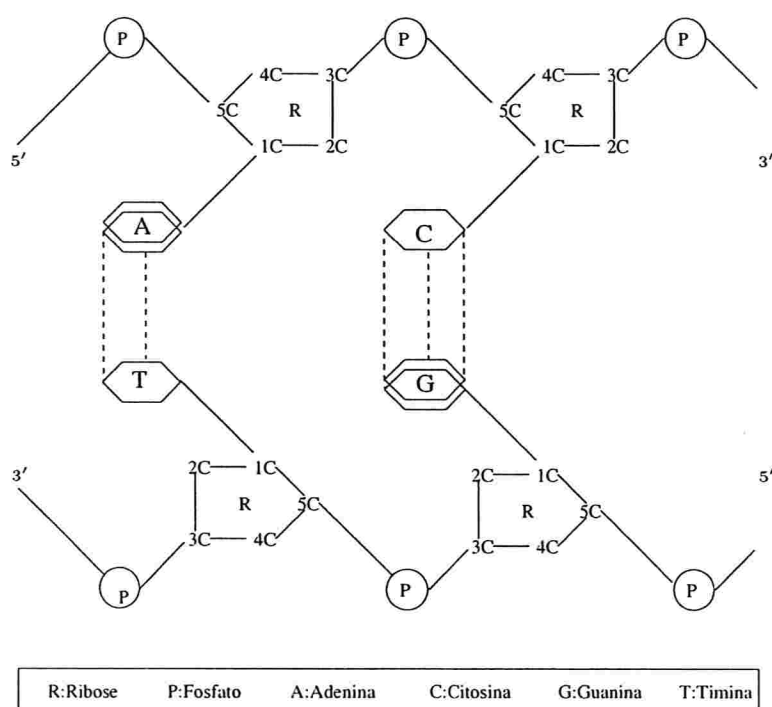 P P P
4C 3C 4C 3C
5C R 5C R
1C 2C 1C 2C
5′ 3′
A C
T G
3′ 2C 1C 2C 1C 5′
R 5C R 5C
3C 4C 3C 4C
P P P
R:Ribose P:Fosfato A:Adenina C:Citosina G:Guanina T:Timina